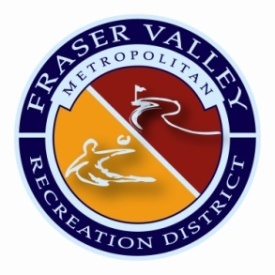 FRASER VALLEY
METROPOLITAN
RECREATION DISTRICT